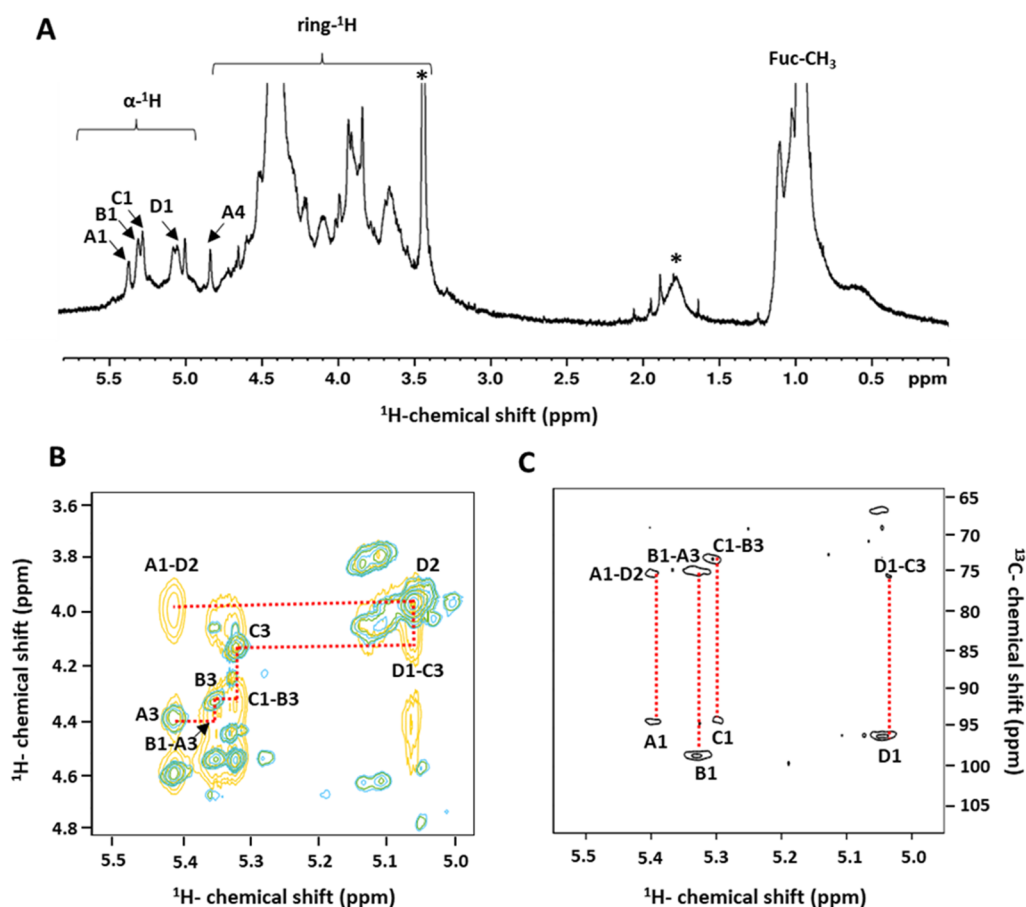 A
ring-¹H
Fuc-CH₃
*
α-¹H
C1
B1
D1
A4
A1
*
5.5 5.0 4.5 4.0 3.5 3.0 2.5 2.0 1.5 1.0 0.5 ppm
¹H-chemical shift (ppm)
B
3.6
3.8
4.0
4.2
4.4
4.6
4.8
¹H- chemical shift (ppm)
A1-D2
D2
C3
D1-C3
B3
C1-B3
A3
B1-A3
5.5 5.4 5.3 5.2 5.1 5.0
¹H- chemical shift (ppm)
C
65
70
75
80
85
90
95
100
105
¹³C- chemical shift (ppm)
C1-B3
B1-A3
A1-D2
D1-C3
A1
C1
B1
D1
5.5 5.4 5.3 5.2 5.1 5.0
¹H- chemical shift (ppm)